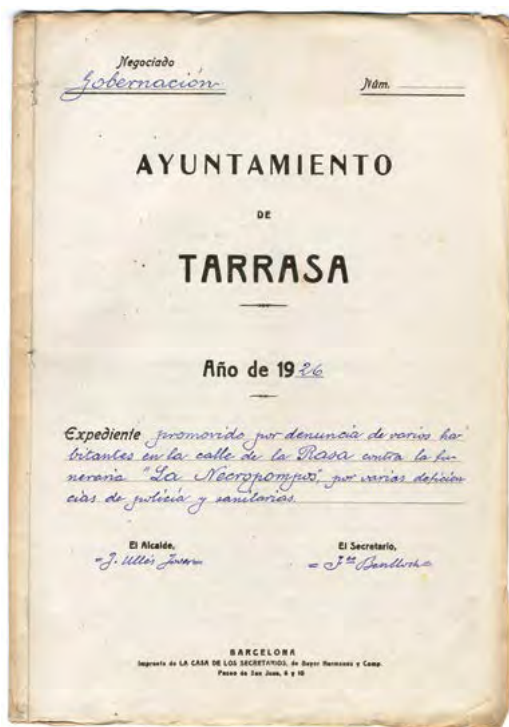 Negociado
Gobernación
Núm.
AYUNTAMIENTO
DE
TARRASA
Año de 1926
Expediente promovido por denuncia de varios ha-
bitantes en la calle de la Rasa contra la fu-
neraria "La Necropompos", por varias deficien-
cias de policía y sanitarias.
El Alcalde,
El Secretario,
= J. Ullés
BARCELONA
Imprenta de LA CASA DE LOS SECRETARIOS, de Bayer Hermanos y Comp.
Paseo de San Juan, 6 y 10